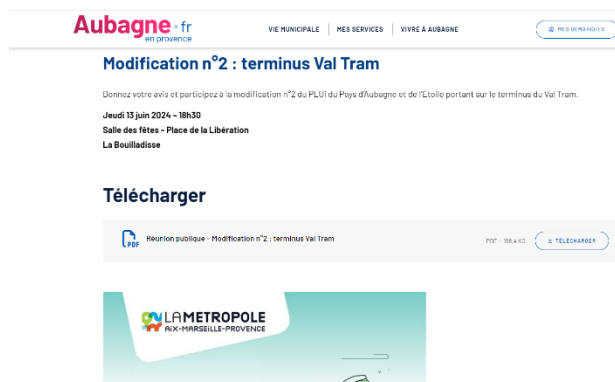 Aubagne·fr
en provence
VIE MUNICIPALE
MES SERVICES
VIVRE À AUBAGNE
MES DÉMARCHES
Modification n°2 : terminus Val Tram
Donnez votre avis et participez à la modification n°2 du PLUi du Pays d'Aubagne et de l'Etoile portant sur le terminus du Val Tram.
Jeudi 13 juin 2024 – 18h30
Salle des fêtes – Place de la Libération
La Bouilladisse
Télécharger
PDF
Réunion publique – Modification n°2 : terminus Val Tram
PDF -
TÉLÉCHARGER
LAMETROPOLE
AIX-MARSEILLE-PROVENCE